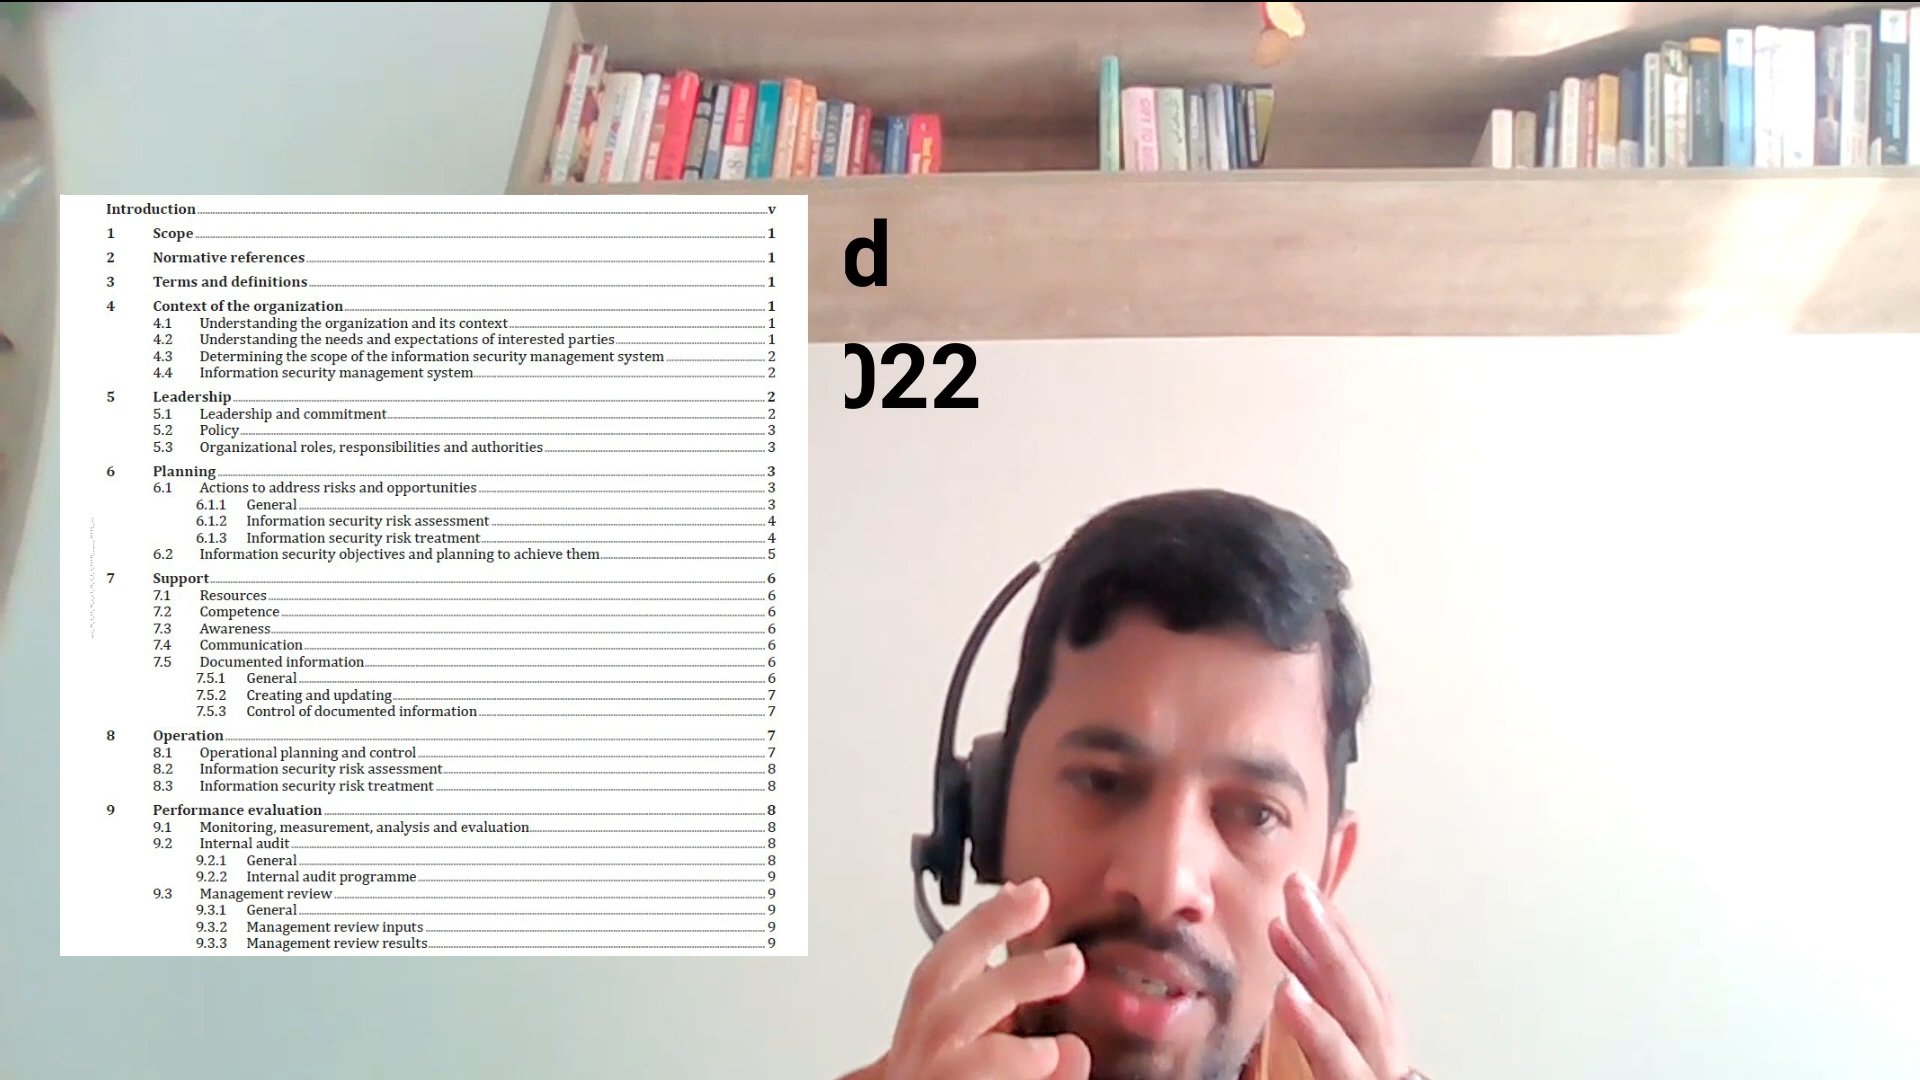 Introduction v
1 Scope 1
2 Normative references 1
3 Terms and definitions 1
4 Context of the organization 1
4.1 Understanding the organization and its context 1
4.2 Understanding the needs and expectations of interested parties 1
4.3 Determining the scope of the information security management system 2
4.4 Information security management system 2
5 Leadership 2
5.1 Leadership and commitment 2
5.2 Policy 3
5.3 Organizational roles, responsibilities and authorities 3
6 Planning 3
6.1 Actions to address risks and opportunities 3
6.1.1 General 3
6.1.2 Information security risk assessment 4
6.1.3 Information security risk treatment 4
6.2 Information security objectives and planning to achieve them 5
7 Support 6
7.1 Resources 6
7.2 Competence 6
7.3 Awareness 6
7.4 Communication 6
7.5 Documented information 6
7.5.1 General 6
7.5.2 Creating and updating 7
7.5.3 Control of documented information 7
8 Operation 7
8.1 Operational planning and control 7
8.2 Information security risk assessment 8
8.3 Information security risk treatment 8
9 Performance evaluation 8
9.1 Monitoring, measurement, analysis and evaluation 8
9.2 Internal audit 8
9.2.1 General 8
9.2.2 Internal audit programme 9
9.3 Management review 9
9.3.1 General 9
9.3.2 Management review inputs 9
9.3.3 Management review results 9
d
022